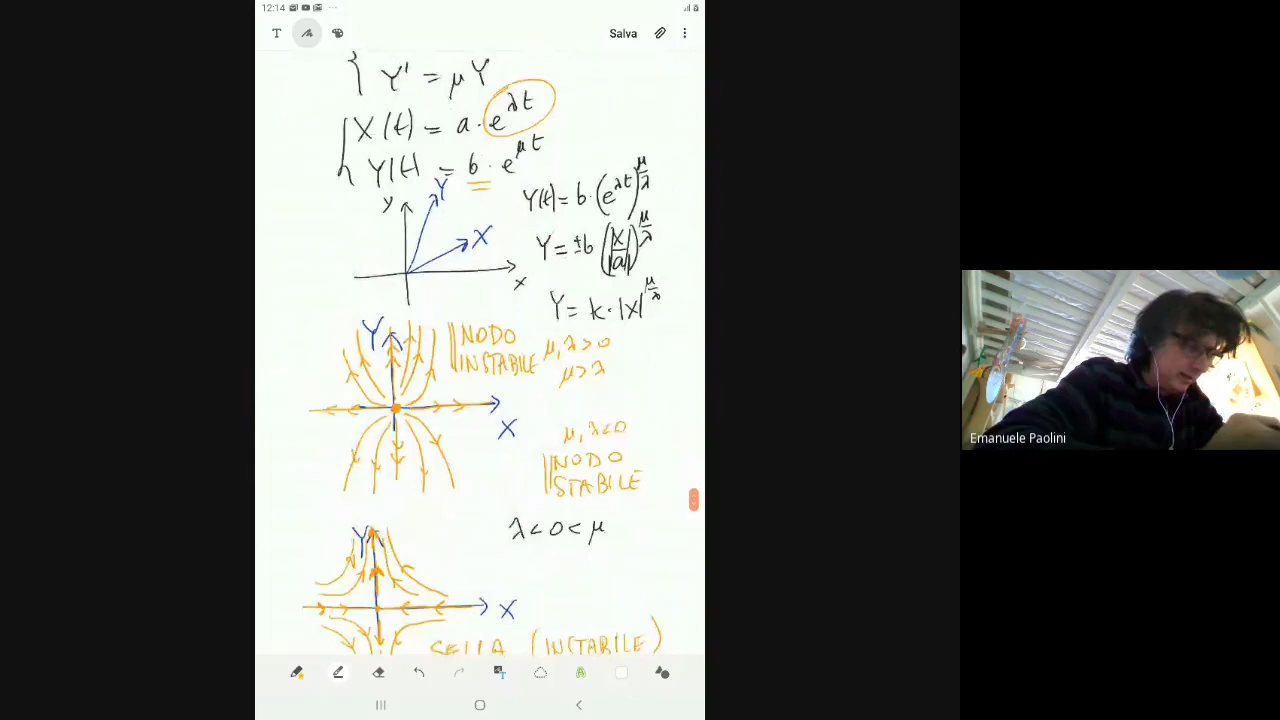 12:14
T
Salva
{ Y' = μY
{ X(t) = a · e^{λt}
Y(t) = b · e^{μt}
Y(t) = b · (e^{λt})^{μ/λ}
y
Y
X
x
Y = ± b (|X|/|a|)^{μ/λ}
Y = k · |X|^{μ/λ}
Y
NODO
INSTABILE
μ, λ > 0
μ > λ
X
μ, λ < 0
NODO
STABILE
λ < 0 < μ
Y
X
SELLA (INSTABILE)
Emanuele Paolini